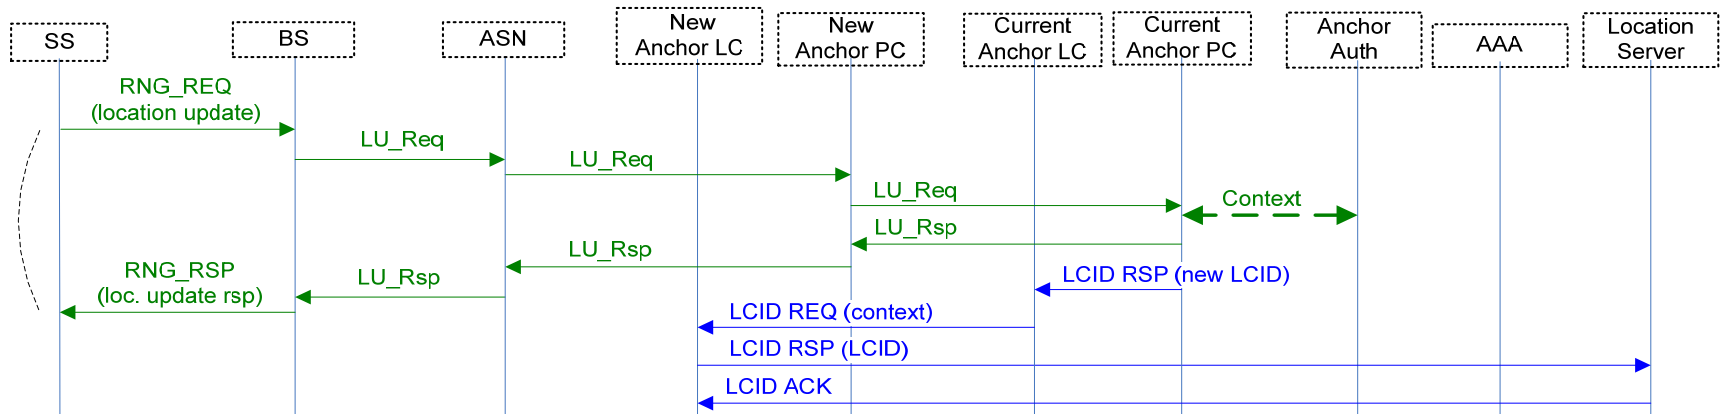 SS
BS
ASN
New
Anchor LC
New
Anchor PC
Current
Anchor LC
Current
Anchor PC
Anchor
Auth
AAA
Location
Server
RNG_REQ
(location update)
LU_Req
LU_Req
LU_Req
Context
LU_Rsp
LU_Rsp
LU_Rsp
RNG_RSP
(loc. update rsp)
LCID RSP (new LCID)
LCID REQ (context)
LCID RSP (LCID)
LCID ACK